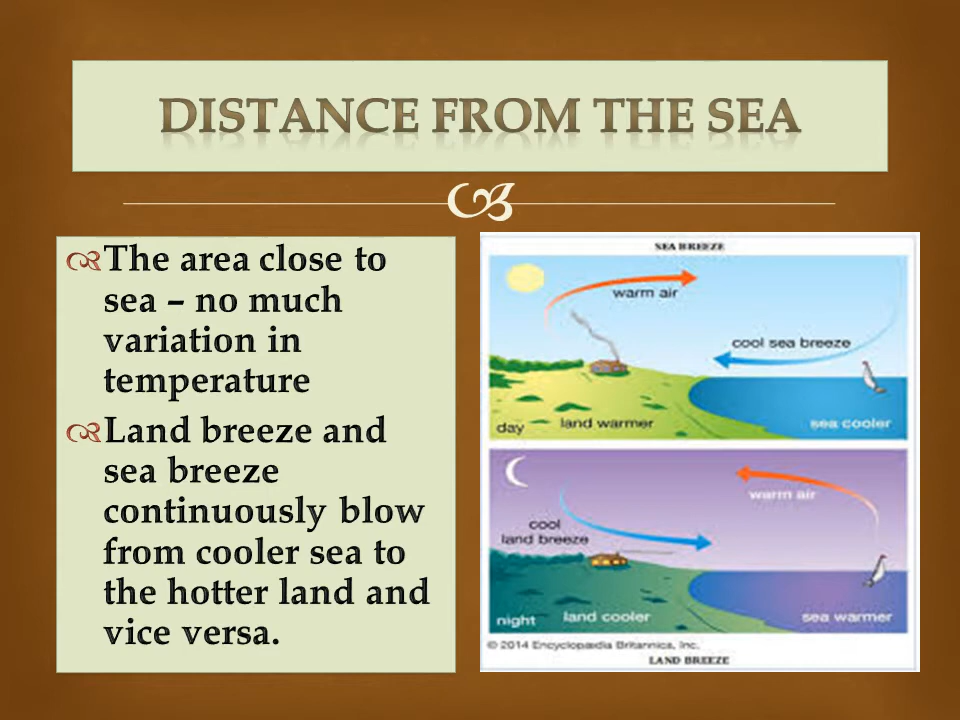 DISTANCE FROM THE SEA
The area close to
sea – no much
variation in
temperature
Land breeze and
sea breeze
continuously blow
from cooler sea to
the hotter land and
vice versa.
SEA BREEZE
warm air
cool sea breeze
day
land warmer
sea cooler
warm air
cool
land breeze
night
land cooler
sea warmer
© 2014 Encyclopædia Britannica, Inc.
LAND BREEZE